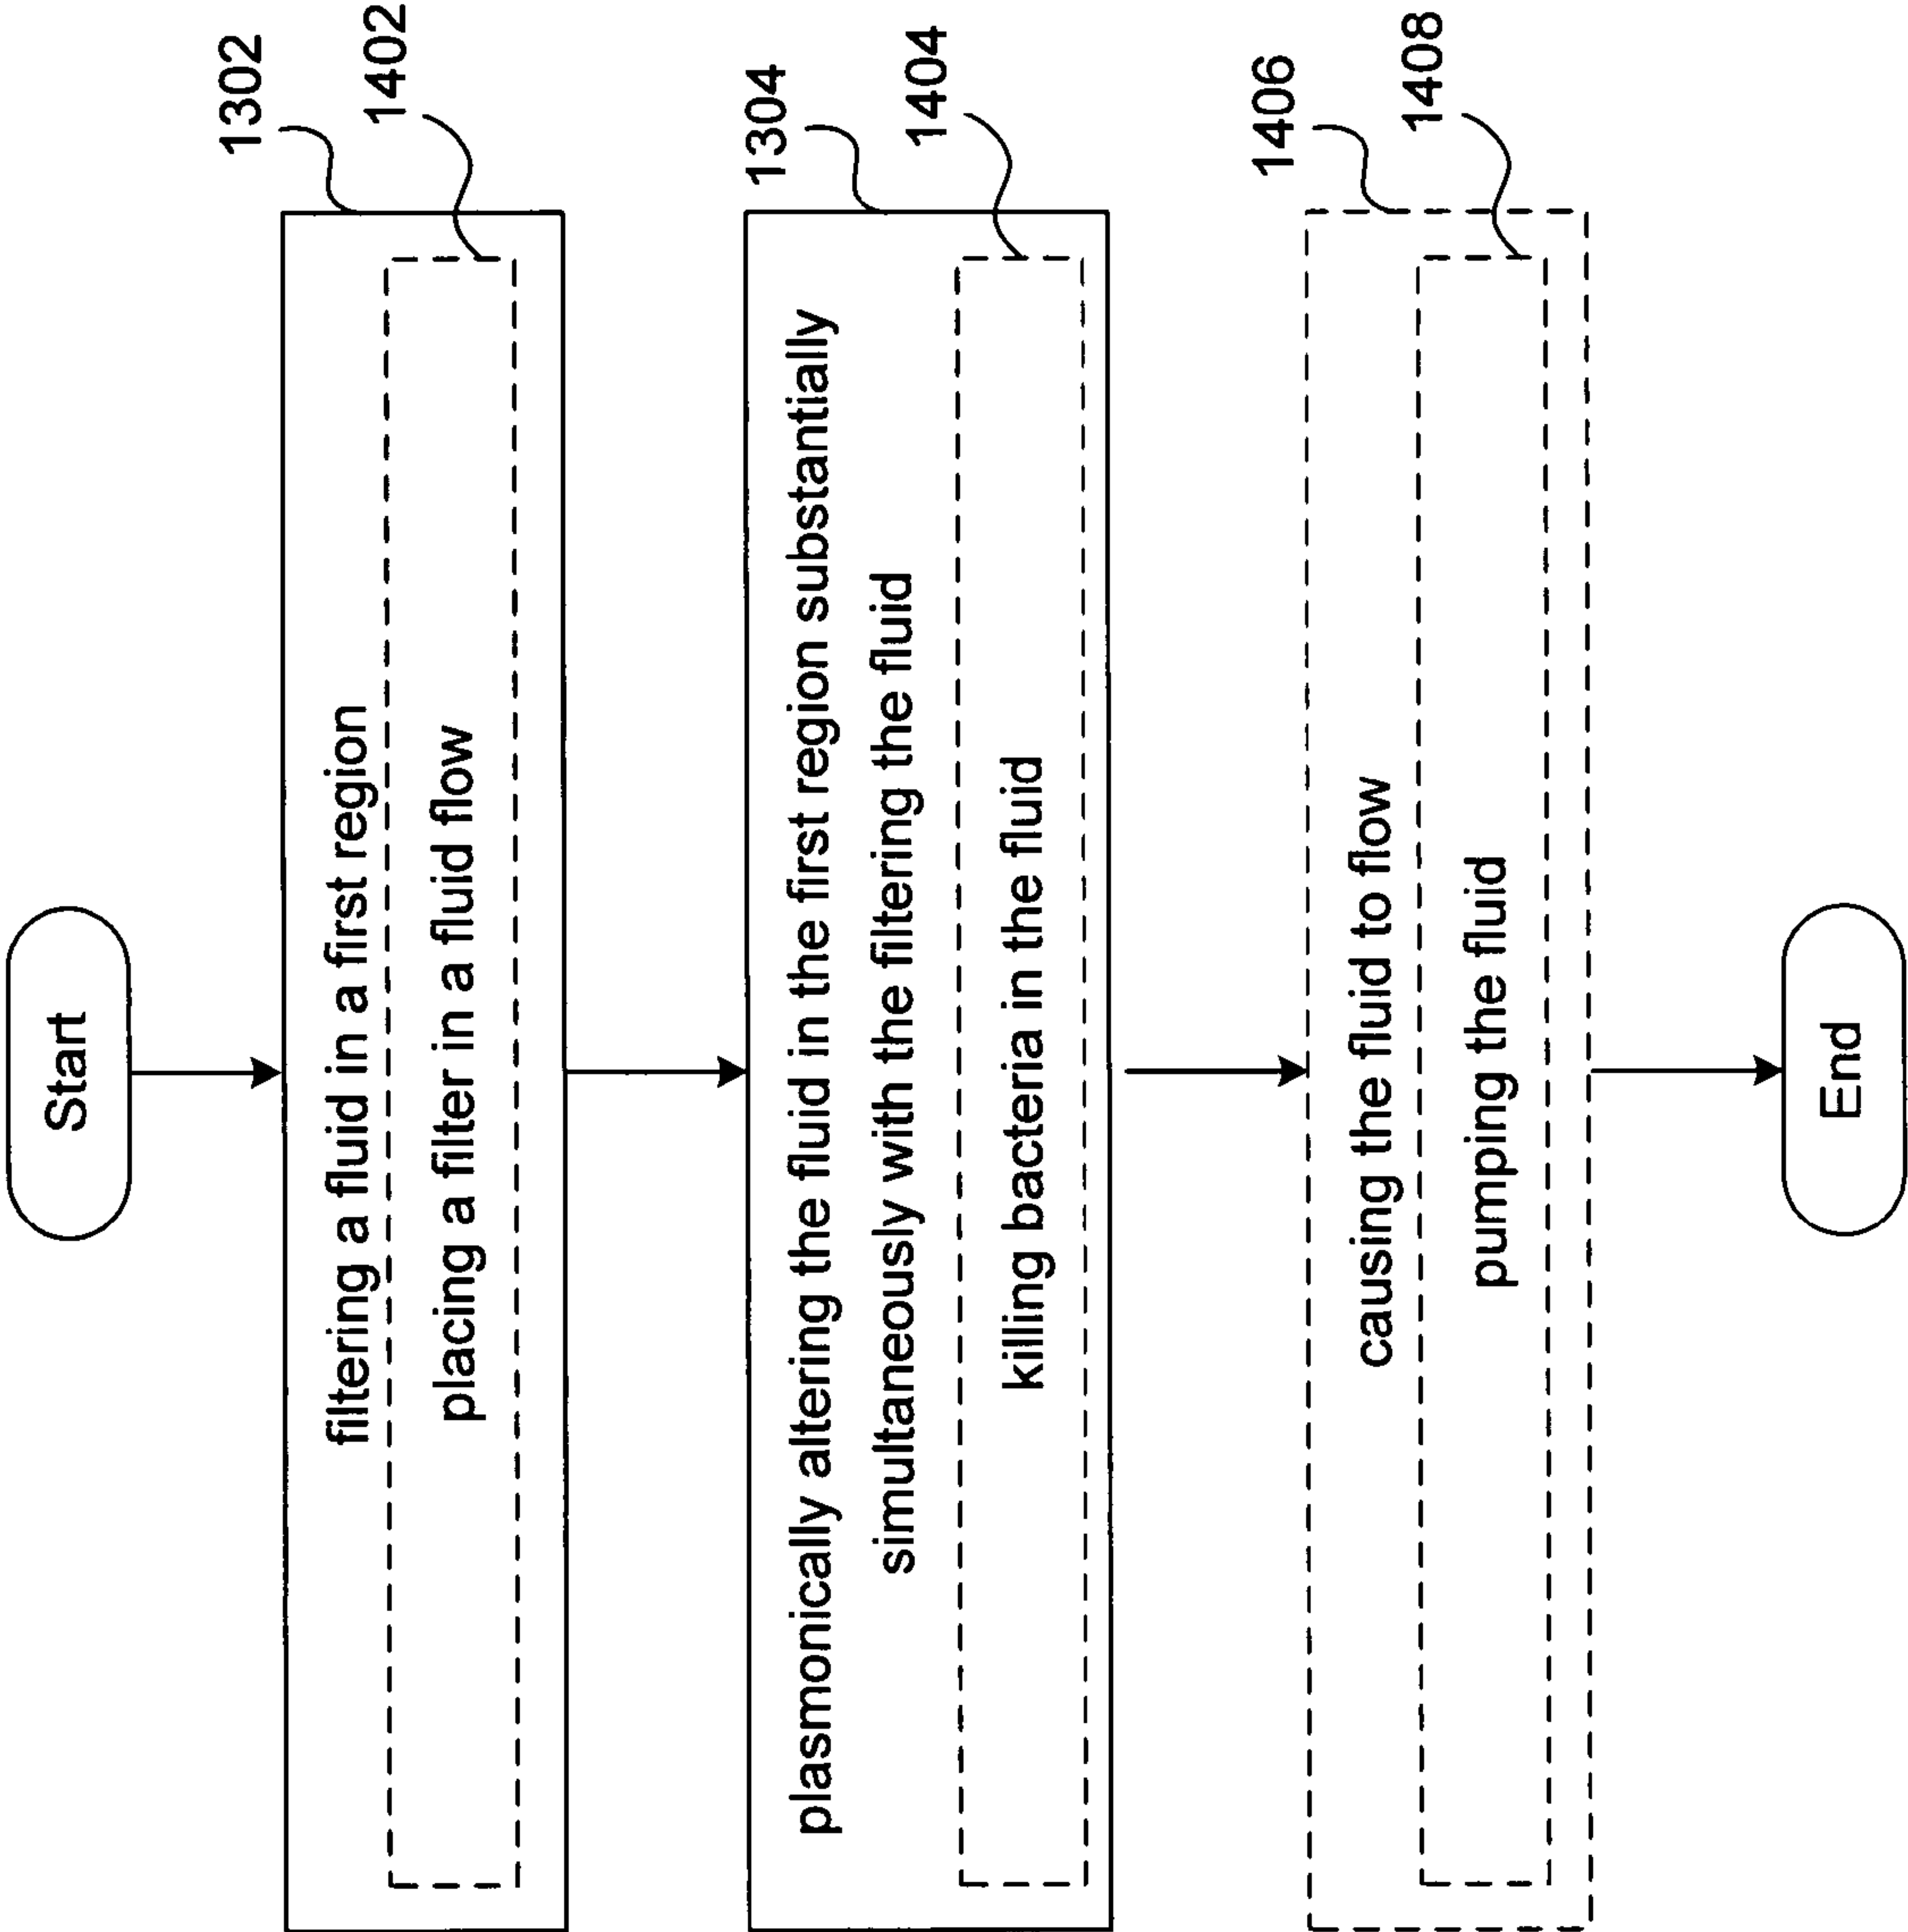 Start
1302
filtering a fluid in a first region
1402
placing a filter in a fluid flow
1304
plasmonically altering the fluid in the first region substantially
simultaneously with the filtering the fluid
1404
killing bacteria in the fluid
1406
causing the fluid to flow
1408
pumping the fluid
End